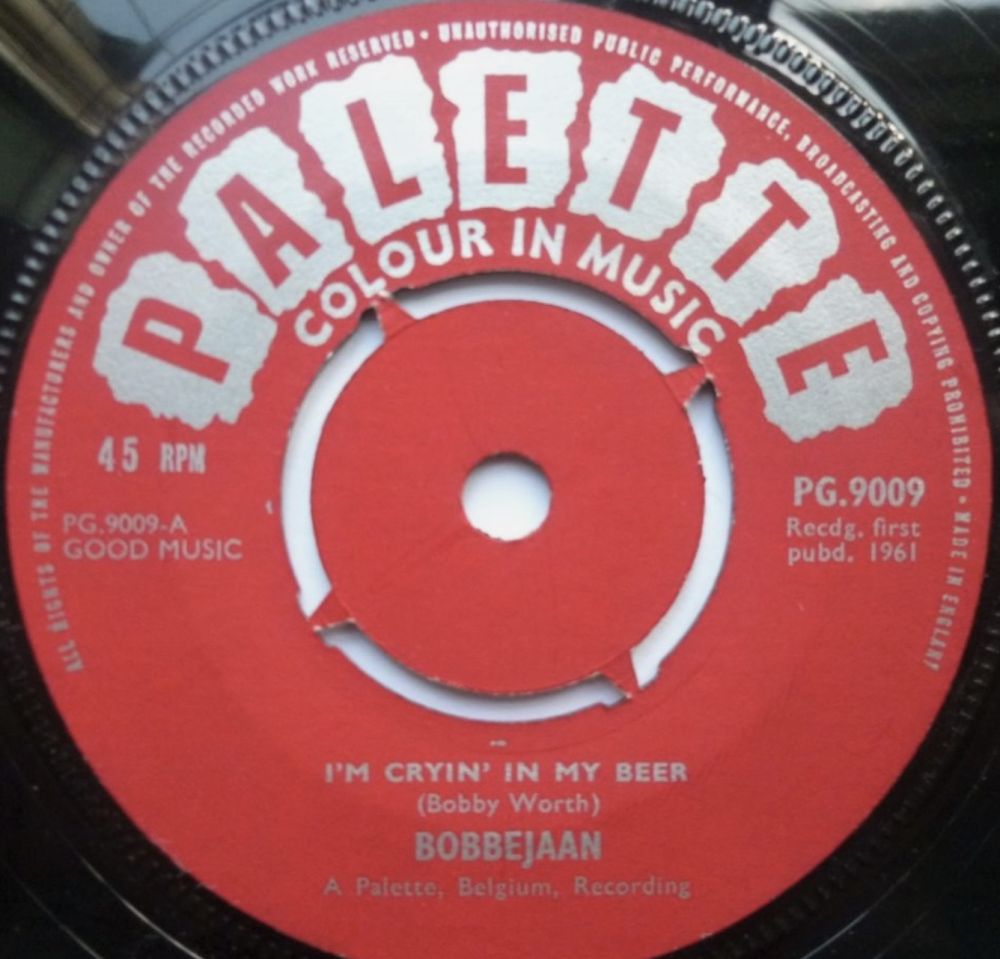 ALL RIGHTS OF THE MANUFACTURERS AND OWNER OF THE RECORDED WORK RESERVED • UNAUTHORISED PUBLIC PERFORMANCE, BROADCASTING AND COPYING PROHIBITED • MADE IN ENGLAND
PALETTE
COLOUR IN MUSIC
45 RPM
PG.9009-A
GOOD MUSIC
PG.9009
Recdg. first
pubd. 1961
I'M CRYIN' IN MY BEER
(Bobby Worth)
BOBBEJAAN
A Palette, Belgium, Recording